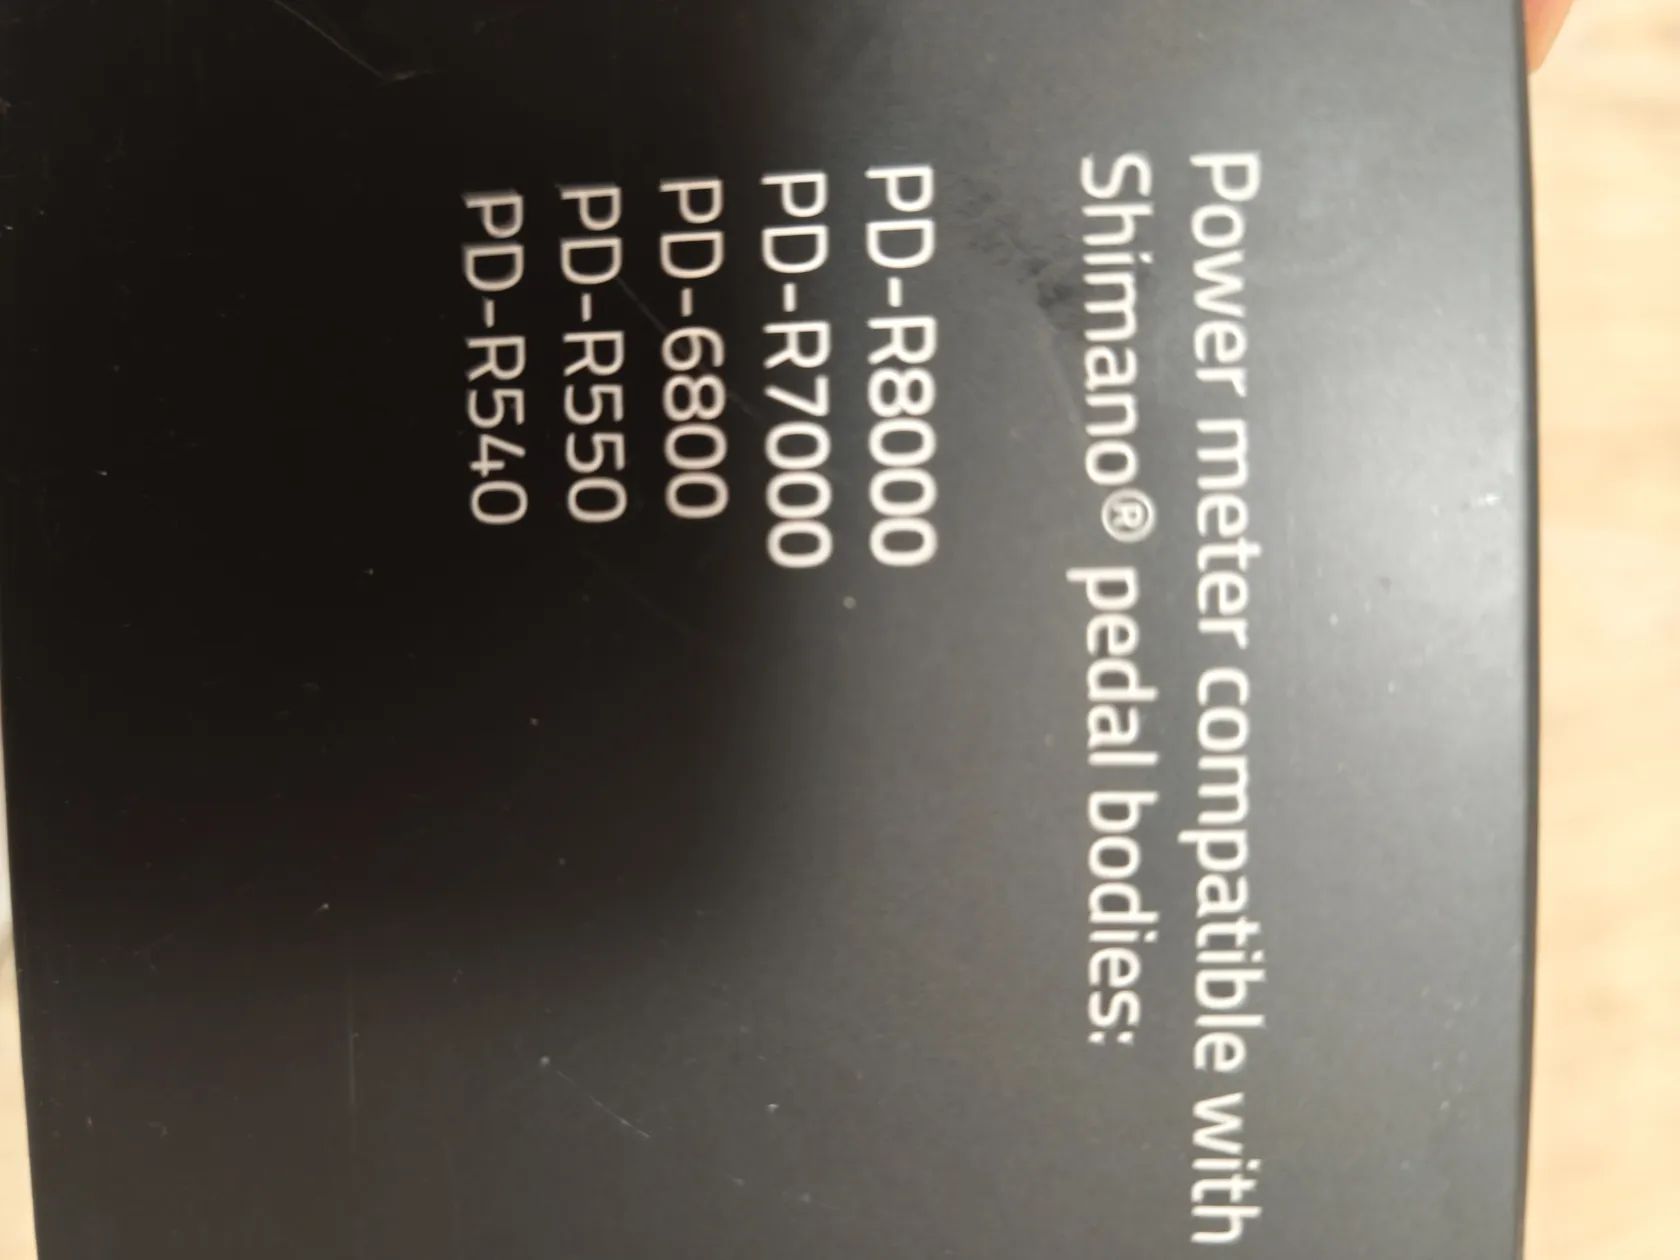 Power meter compatible with
Shimano® pedal bodies:
PD-R8000
PD-R7000
PD-6800
PD-R550
PD-R540